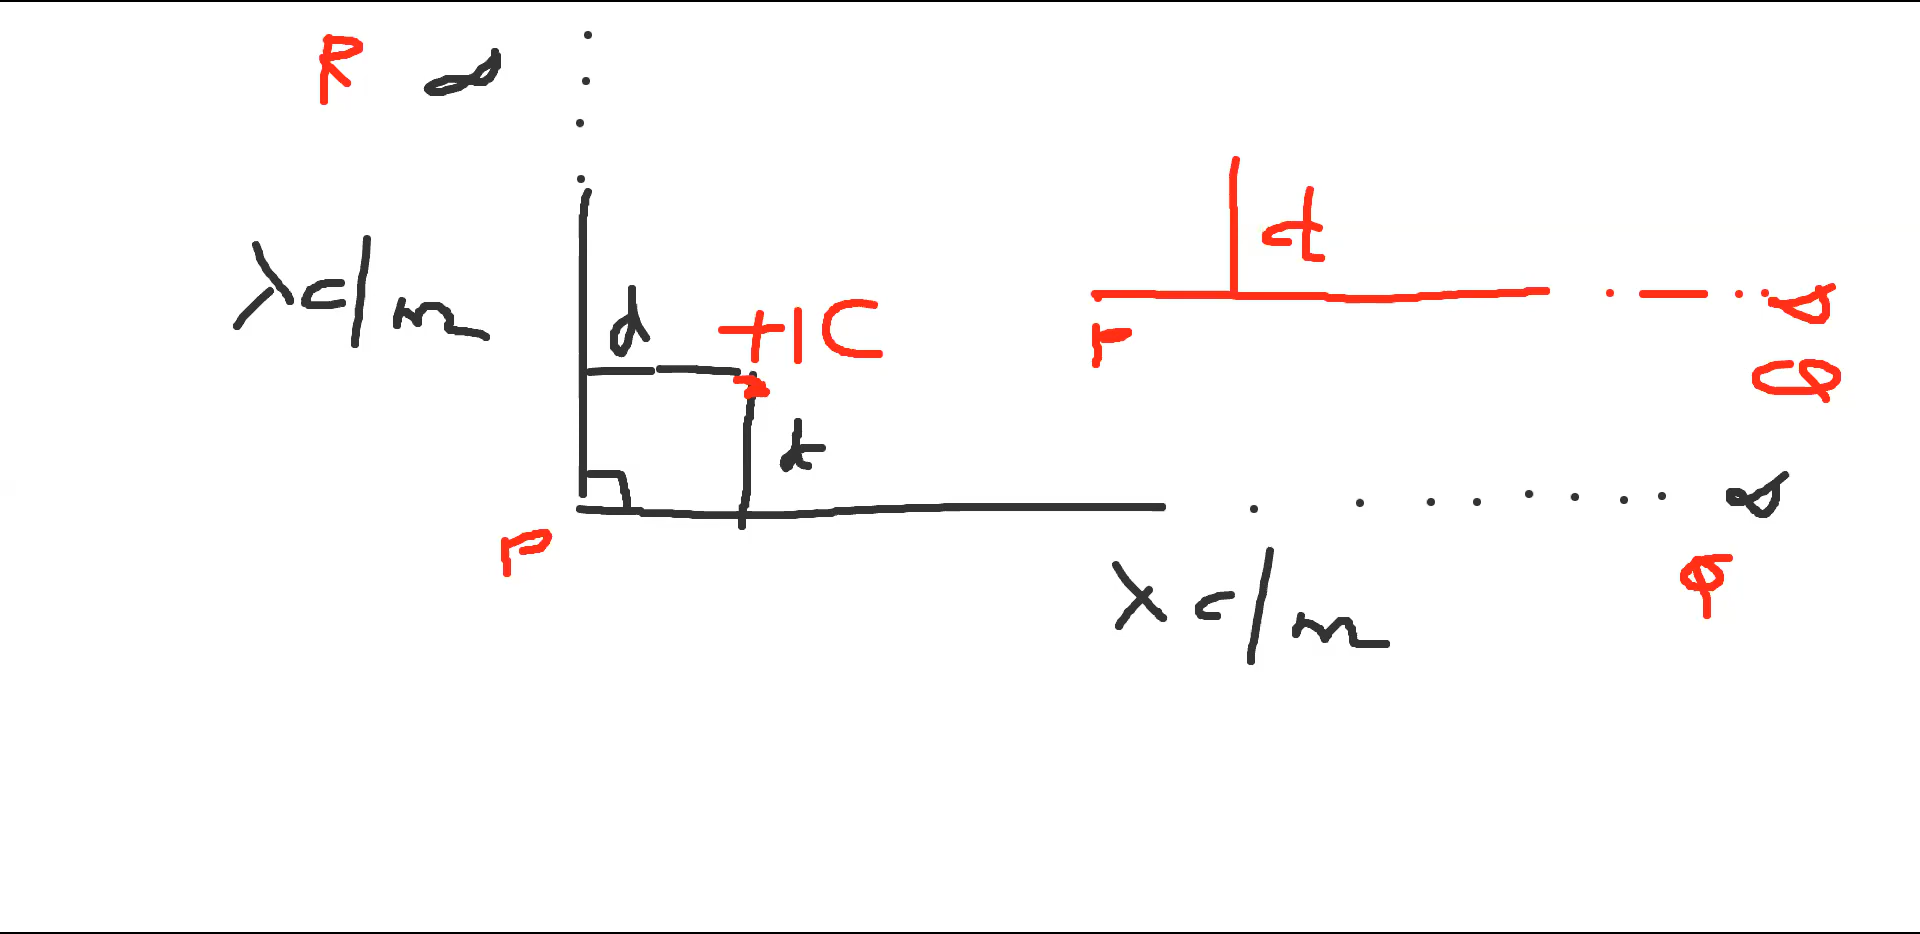 R ∞
λc/m
d +1C
d
P
d
∞
P
Q
∞
Q
λ c/m